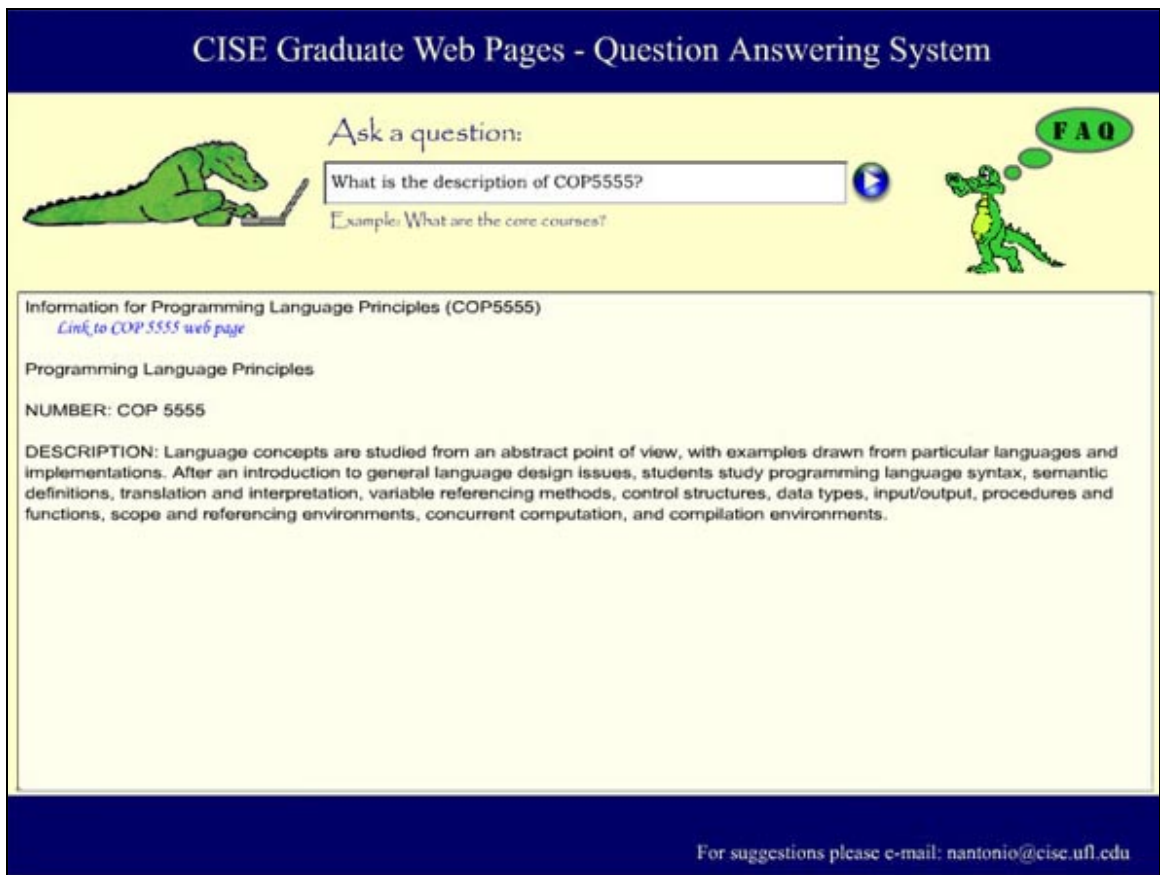 CISE Graduate Web Pages - Question Answering System
Ask a question:
What is the description of COP5555?
Example: What are the core courses?
F A Q
Information for Programming Language Principles (COP5555)
Link to COP 5555 web page
Programming Language Principles
NUMBER: COP 5555
DESCRIPTION: Language concepts are studied from an abstract point of view, with examples drawn from particular languages and
implementations. After an introduction to general language design issues, students study programming language syntax, semantic
definitions, translation and interpretation, variable referencing methods, control structures, data types, input/output, procedures and
functions, scope and referencing environments, concurrent computation, and compilation environments.
For suggestions please e-mail: nantonio@cise.ufl.edu